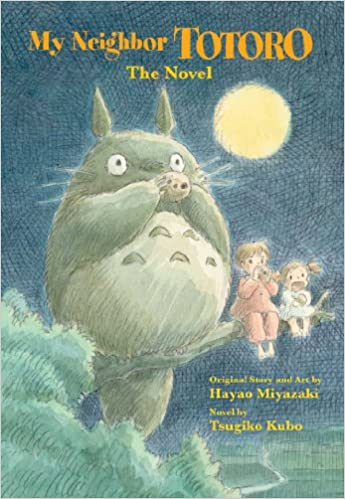 My Neighbor TOTORO
The Novel
Original Story and Art by
Hayao Miyazaki
Novel by
Tsugiko Kubo